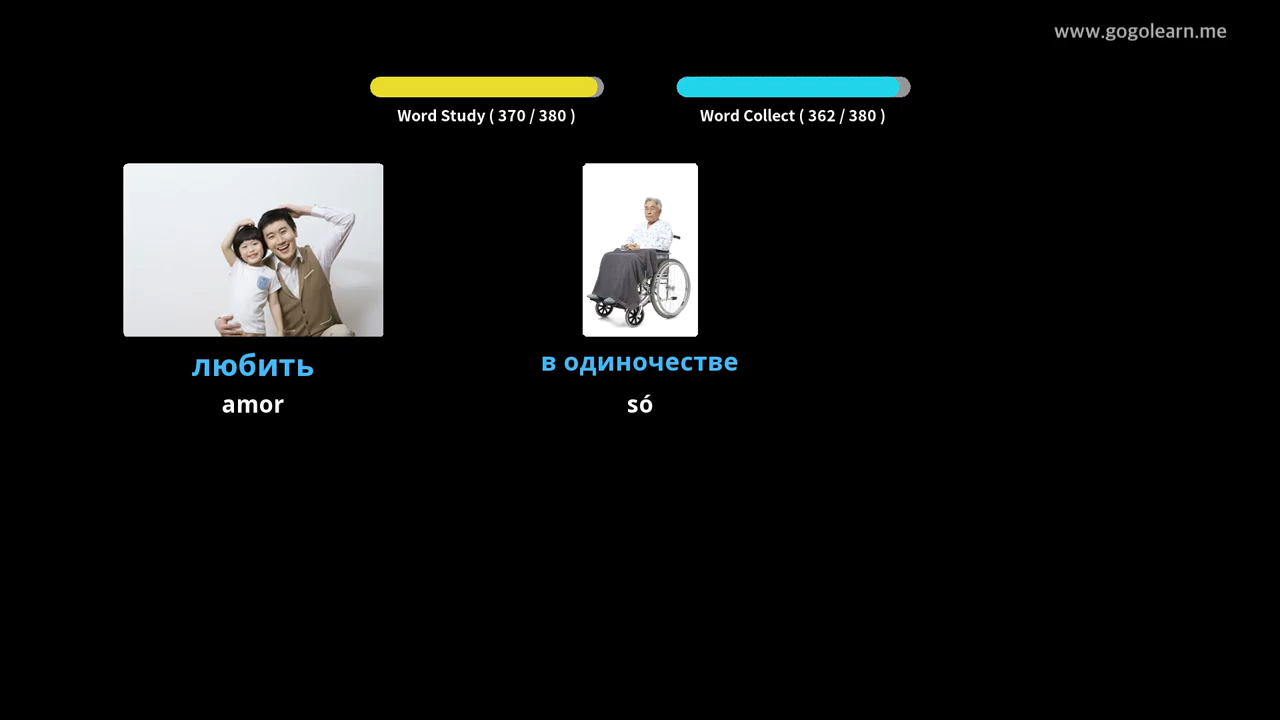 www.gogolearn.me
Word Study ( 370 / 380 )
Word Collect ( 362 / 380 )
любить
в одиночестве
amor
só